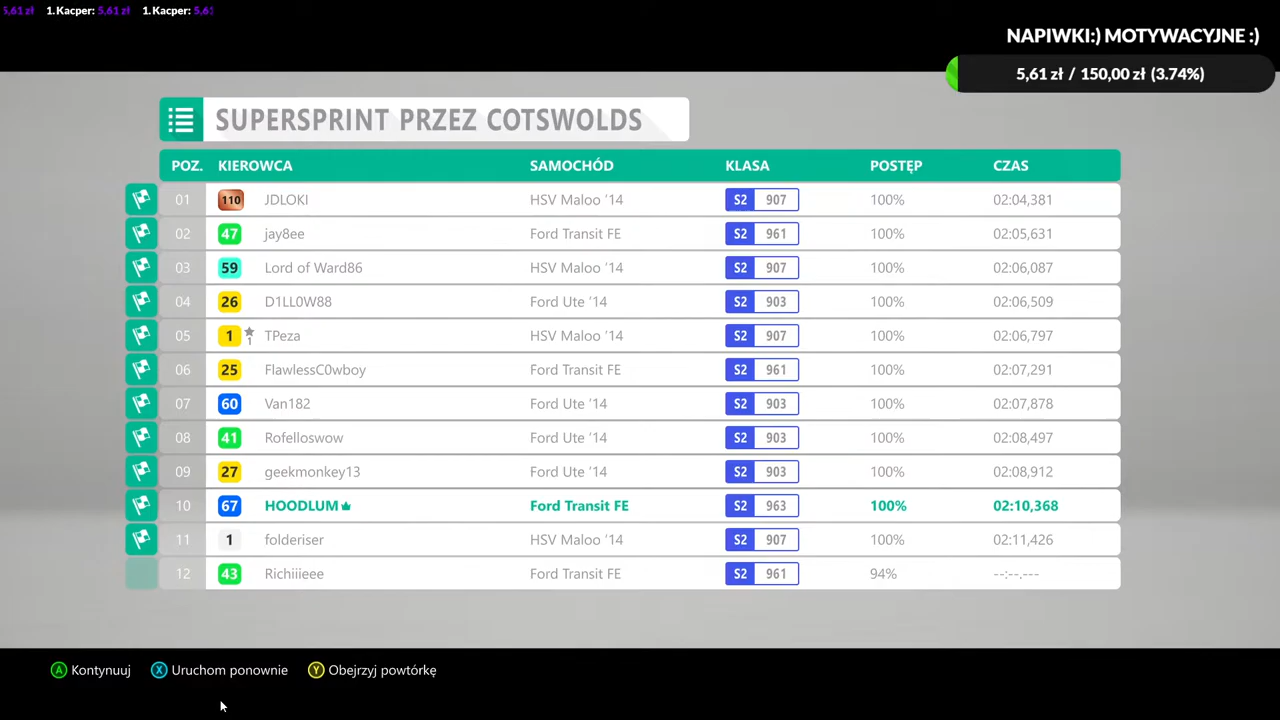 5,61 zł 1.Kacper: 5,61 zł 1.Kacper: 5,61
NAPIWKI:) MOTYWACYJNE :)
5,61 zł / 150,00 zł (3.74%)
SUPERSPRINT PRZEZ COTSWOLDS
POZ. KIEROWCA SAMOCHÓD KLASA POSTĘP CZAS
01 110 JDLOKI HSV Maloo '14 S2 907 100% 02:04,381
02 47 jay8ee Ford Transit FE S2 961 100% 02:05,631
03 59 Lord of Ward86 HSV Maloo '14 S2 907 100% 02:06,087
04 26 D1LL0W88 Ford Ute '14 S2 903 100% 02:06,509
05 1 1 TPeza HSV Maloo '14 S2 907 100% 02:06,797
06 25 FlawlessC0wboy Ford Transit FE S2 961 100% 02:07,291
07 60 Van182 Ford Ute '14 S2 903 100% 02:07,878
08 41 Rofelloswow Ford Ute '14 S2 903 100% 02:08,497
09 27 geekmonkey13 Ford Ute '14 S2 903 100% 02:08,912
10 67 HOODLUM Ford Transit FE S2 963 100% 02:10,368
11 1 folderiser HSV Maloo '14 S2 907 100% 02:11,426
12 43 Richiiieee Ford Transit FE S2 961 94% --:--.---
A Kontynuuj X Uruchom ponownie Y Obejrzyj powtórkę